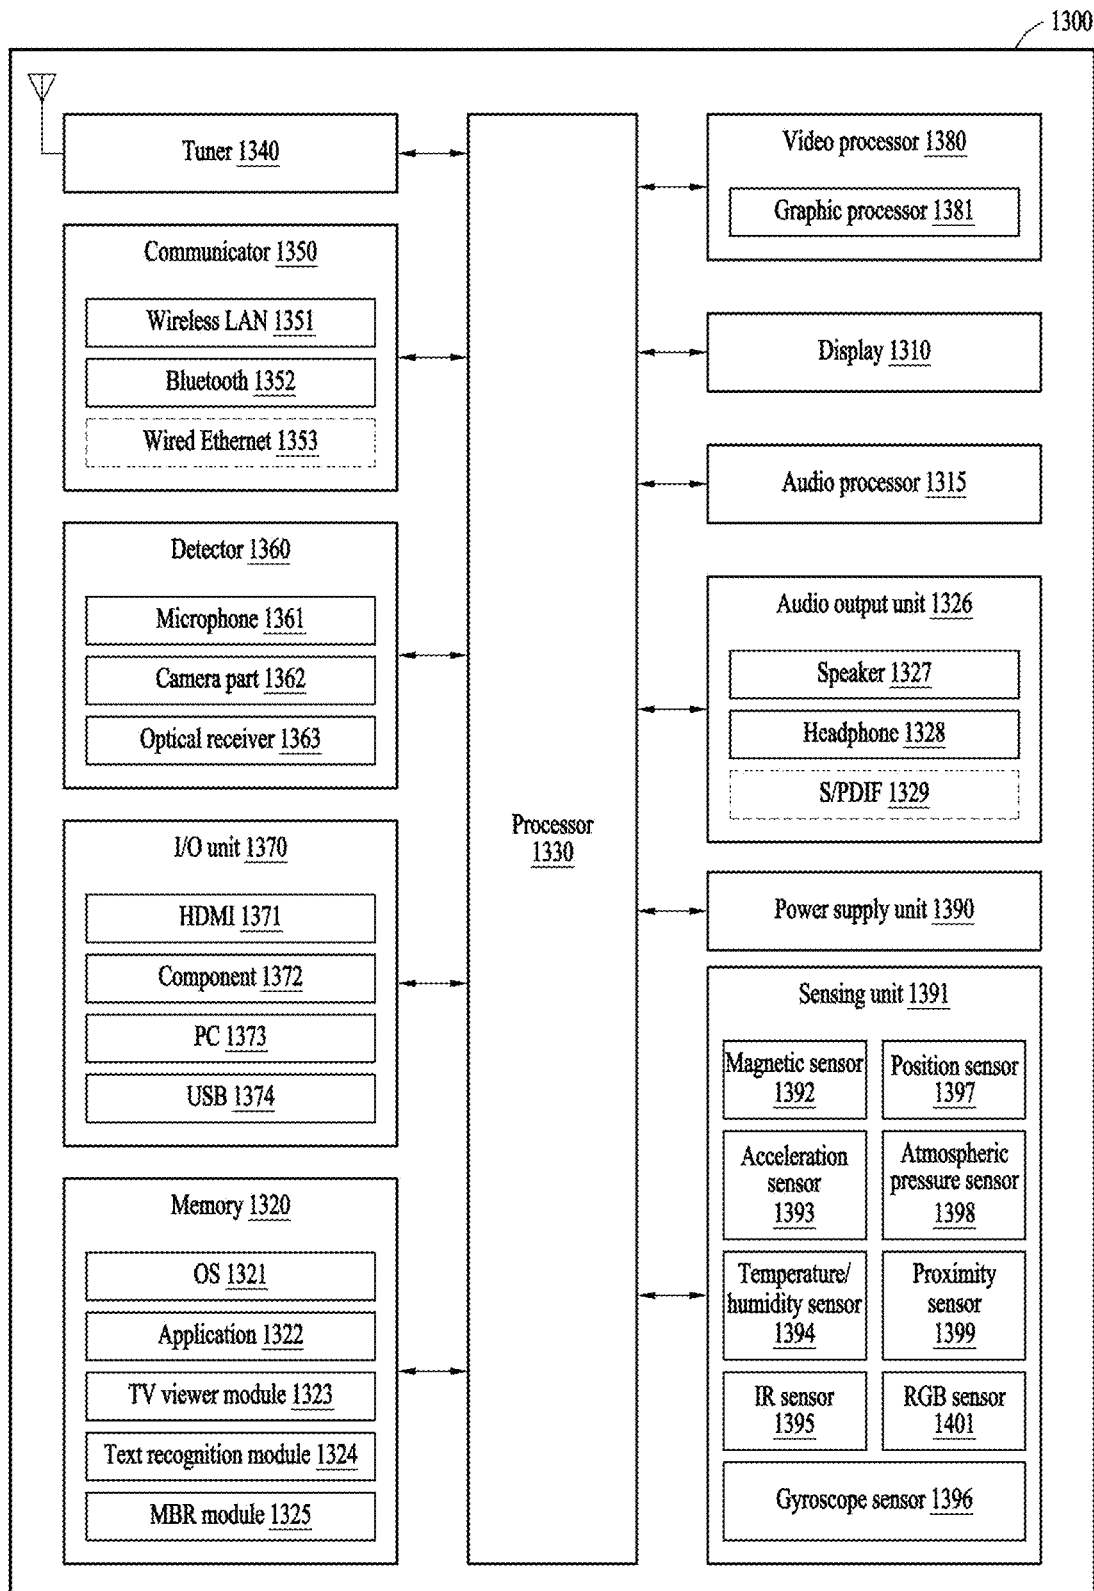 1300
Tuner 1340
Communicator 1350
Wireless LAN 1351
Bluetooth 1352
Wired Ethernet 1353
Detector 1360
Microphone 1361
Camera part 1362
Optical receiver 1363
I/O unit 1370
HDMI 1371
Component 1372
PC 1373
USB 1374
Memory 1320
OS 1321
Application 1322
TV viewer module 1323
Text recognition module 1324
MBR module 1325
Processor
1330
Video processor 1380
Graphic processor 1381
Display 1310
Audio processor 1315
Audio output unit 1326
Speaker 1327
Headphone 1328
S/PDIF 1329
Power supply unit 1390
Sensing unit 1391
Magnetic sensor
1392
Position sensor
1397
Acceleration
sensor
1393
Atmospheric
pressure sensor
1398
Temperature/
humidity sensor
1394
Proximity
sensor
1399
IR sensor
1395
RGB sensor
1401
Gyroscope sensor 1396